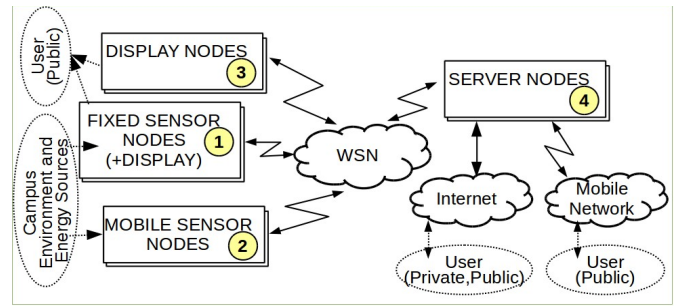 User
(Public)
DISPLAY NODES
3
FIXED SENSOR
NODES
(+DISPLAY)
1
Campus
Environment and
Energy Sources
MOBILE SENSOR
NODES
2
WSN
SERVER NODES
4
Internet
Mobile
Network
User
(Private,Public)
User
(Public)